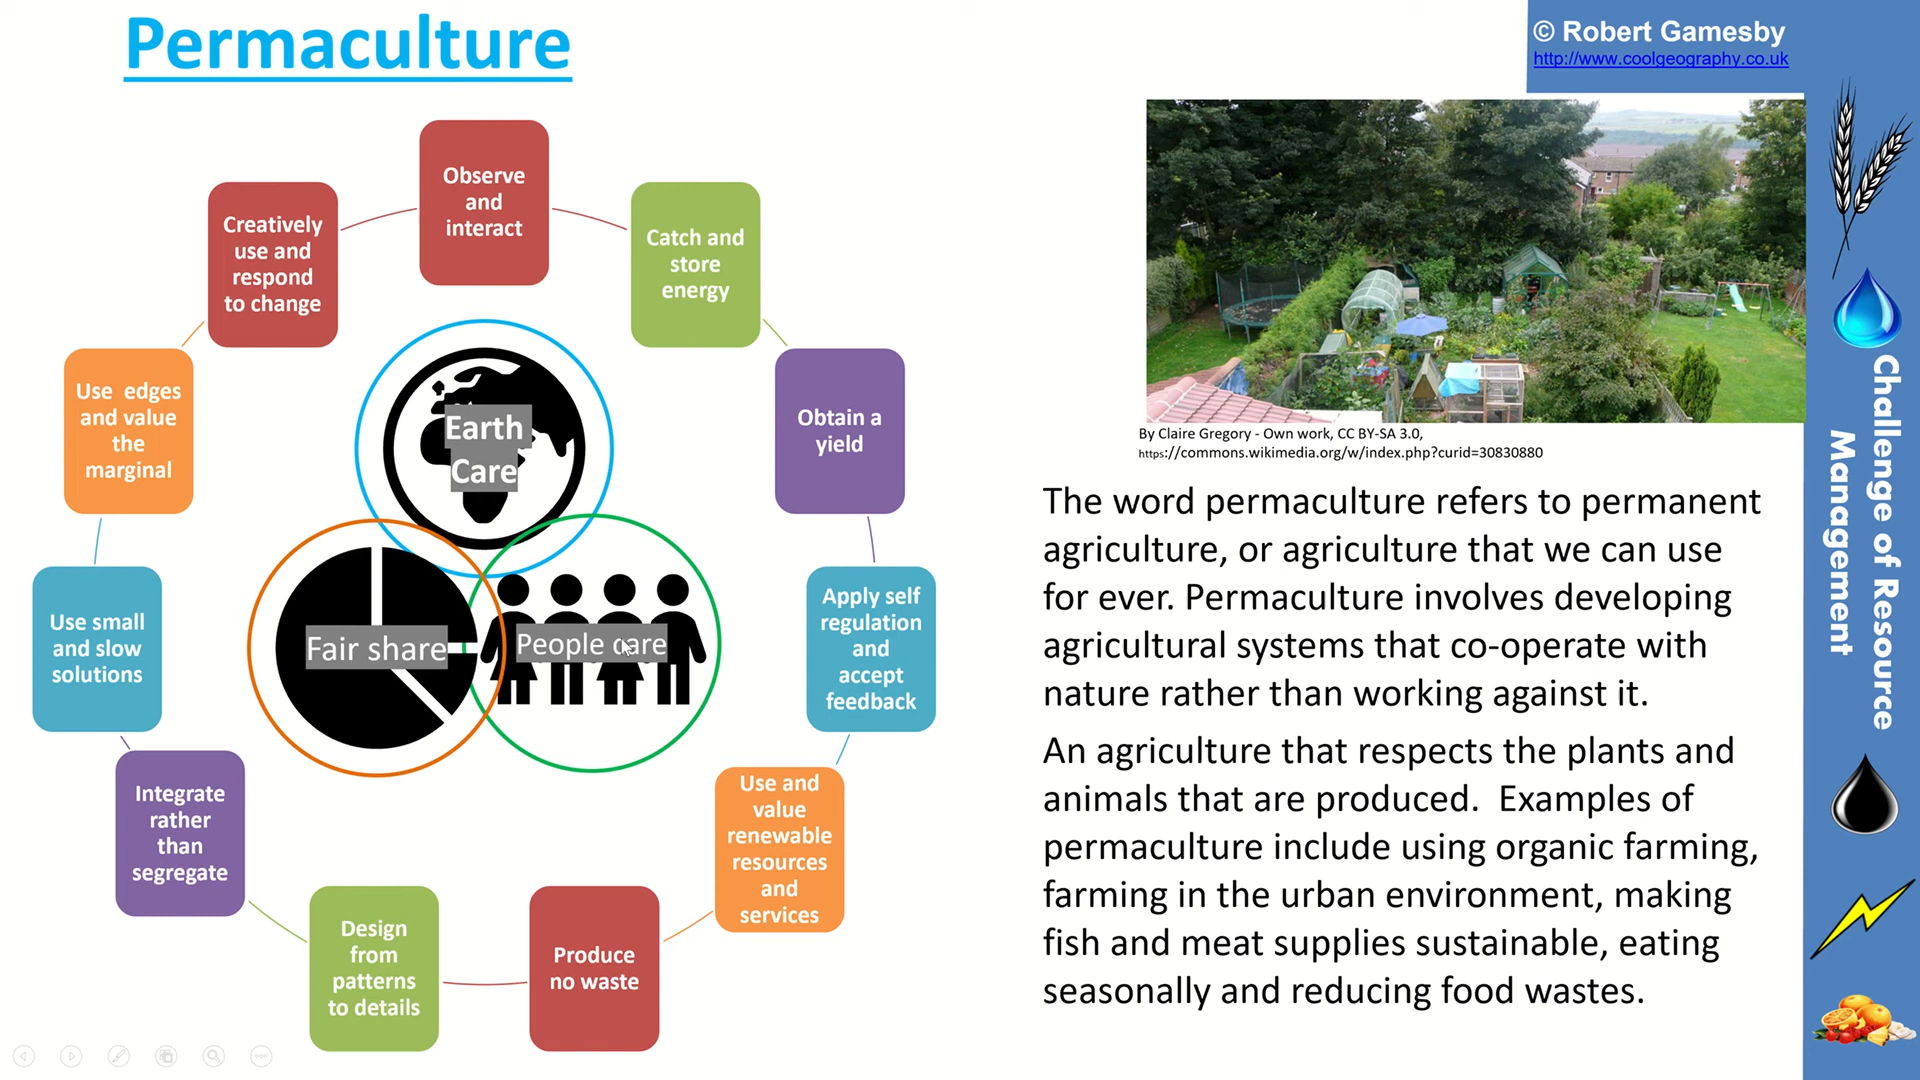 Permaculture
© Robert Gamesby
http://www.coolgeography.co.uk
Observe
and
interact
Catch and
store
energy
Obtain a
yield
Apply self
regulation
and
accept
feedback
Use and
value
renewable
resources
and
services
Produce
no waste
Design
from
patterns
to details
Integrate
rather
than
segregate
Use small
and slow
solutions
Use  edges
and value
the
marginal
Creatively
use and
respond
to change
Earth
Care
Fair share
People care
By Claire Gregory - Own work, CC BY-SA 3.0,
https://commons.wikimedia.org/w/index.php?curid=30830880
The word permaculture refers to permanent
agriculture, or agriculture that we can use
for ever. Permaculture involves developing
agricultural systems that co-operate with
nature rather than working against it.
An agriculture that respects the plants and
animals that are produced.  Examples of
permaculture include using organic farming,
farming in the urban environment, making
fish and meat supplies sustainable, eating
seasonally and reducing food wastes.
Challenge of Resource
Management